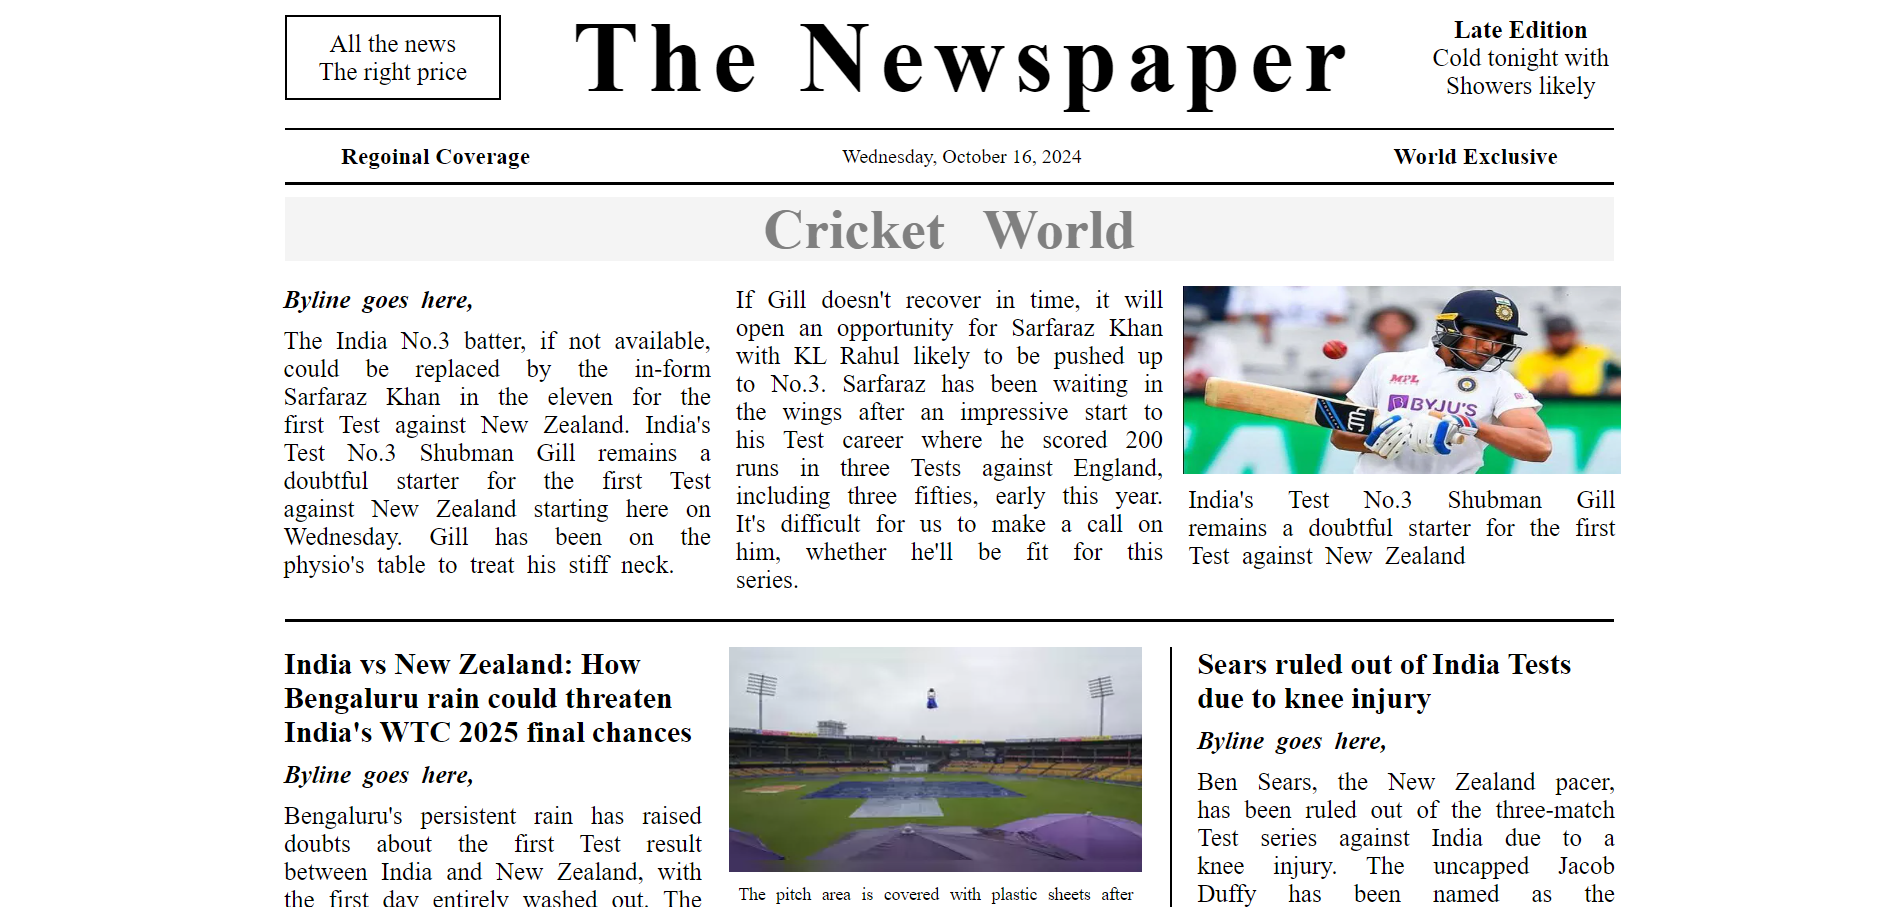 All the news
The right price
The Newspaper
Late Edition
Cold tonight with
Showers likely
Regoinal Coverage
Wednesday, October 16, 2024
World Exclusive
Cricket World
Byline goes here,
The India No.3 batter, if not available,
could be replaced by the in-form
Sarfaraz Khan in the eleven for the
first Test against New Zealand. India's
Test No.3 Shubman Gill remains a
doubtful starter for the first Test
against New Zealand starting here on
Wednesday. Gill has been on the
physio's table to treat his stiff neck.
If Gill doesn't recover in time, it will
open an opportunity for Sarfaraz Khan
with KL Rahul likely to be pushed up
to No.3. Sarfaraz has been waiting in
the wings after an impressive start to
his Test career where he scored 200
runs in three Tests against England,
including three fifties, early this year.
It's difficult for us to make a call on
him, whether he'll be fit for this
series.
MPL
BYJU'S
India's Test No.3 Shubman Gill
remains a doubtful starter for the first
Test against New Zealand
India vs New Zealand: How
Bengaluru rain could threaten
India's WTC 2025 final chances
Byline goes here,
Bengaluru's persistent rain has raised
doubts about the first Test result
between India and New Zealand, with
the first day entirely washed out. The
The pitch area is covered with plastic sheets after
Sears ruled out of India Tests
due to knee injury
Byline goes here,
Ben Sears, the New Zealand pacer,
has been ruled out of the three-match
Test series against India due to a
knee injury. The uncapped Jacob
Duffy has been named as the